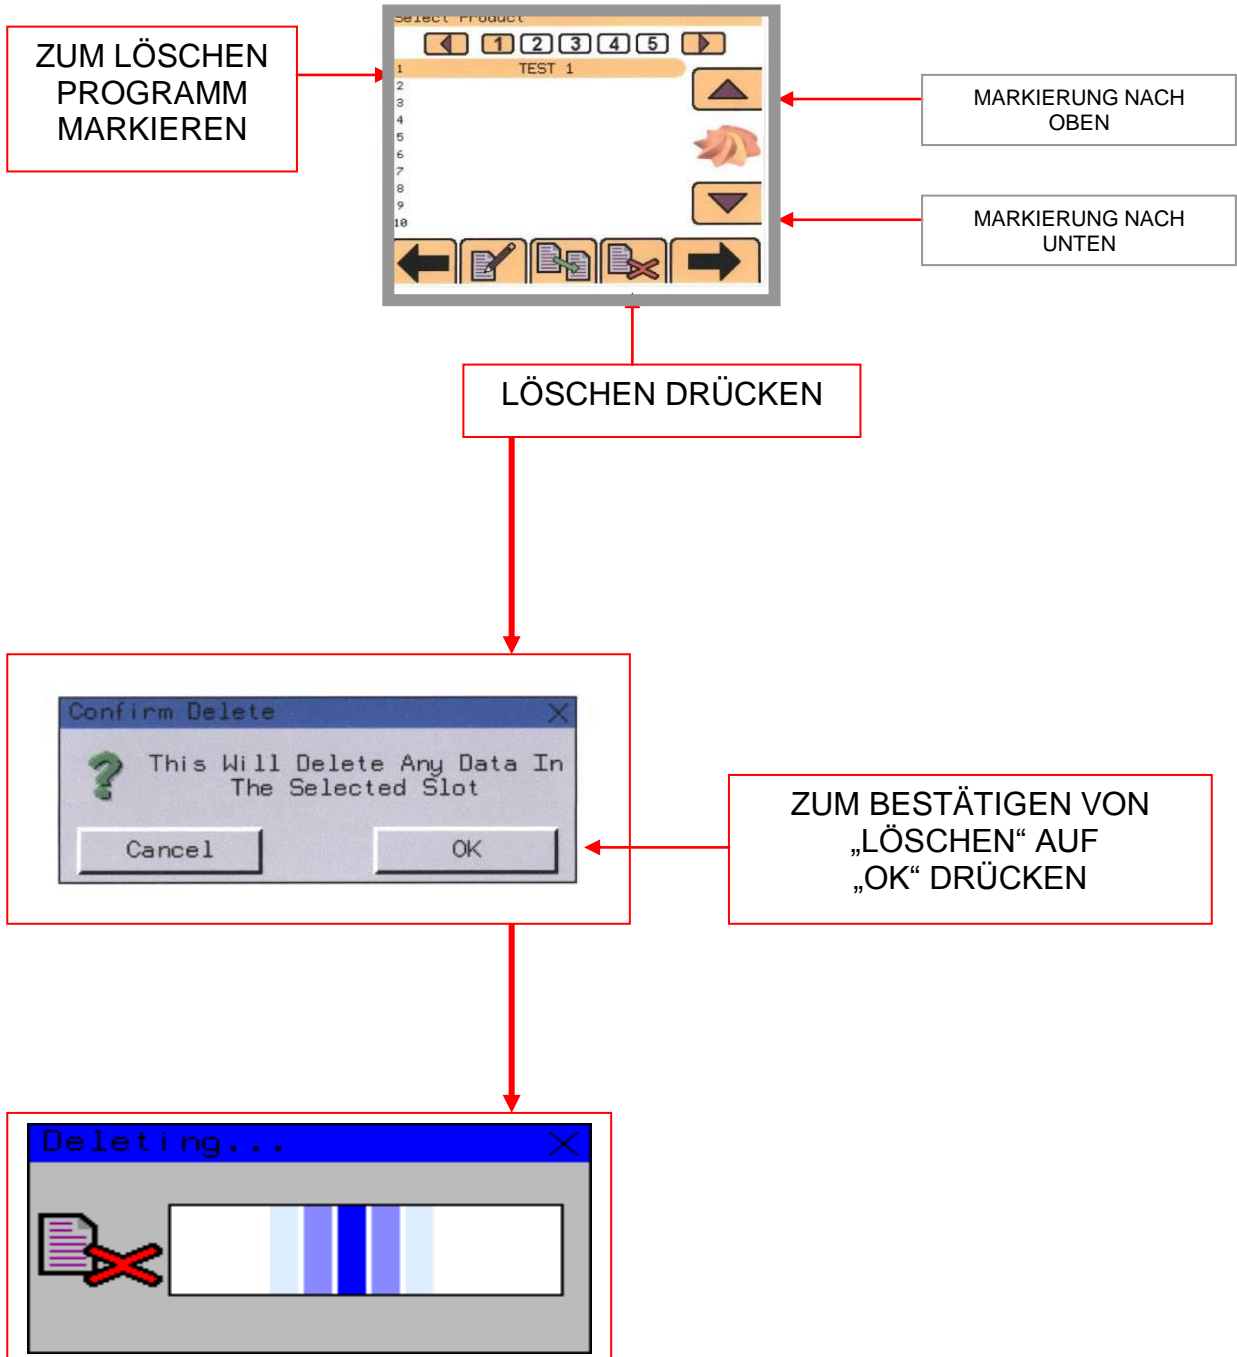 Select Product
1 2 3 4 5
ZUM LÖSCHEN
PROGRAMM
MARKIEREN
1 TEST 1
2
3
4
5
6
7
8
9
10
MARKIERUNG NACH
OBEN
MARKIERUNG NACH
UNTEN
LÖSCHEN DRÜCKEN
Confirm Delete
This Will Delete Any Data In
The Selected Slot
Cancel OK
ZUM BESTÄTIGEN VON
„LÖSCHEN“ AUF
„OK“ DRÜCKEN
Deleting...